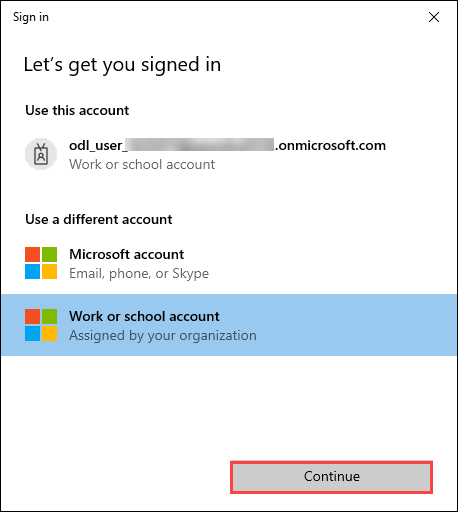 Sign in
Let's get you signed in
Use this account
odl_user_ .onmicrosoft.com
Work or school account
Use a different account
Microsoft account
Email, phone, or Skype
Work or school account
Assigned by your organization
Continue